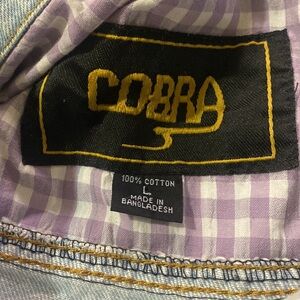 COBRA
100% COTTON
L
MADE IN
BANGLADESH